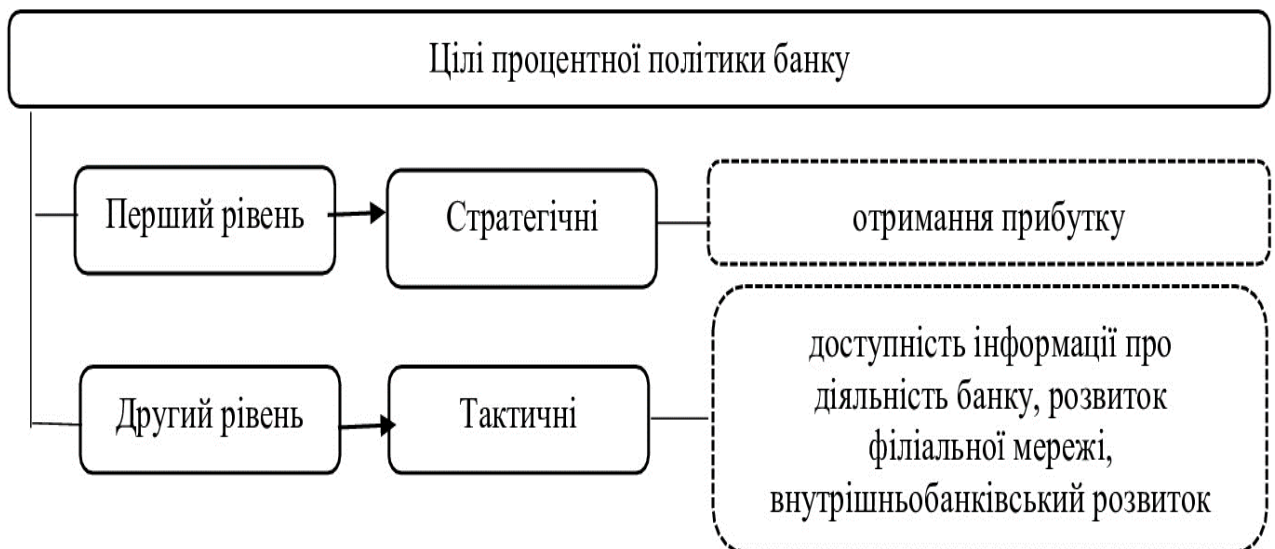 Цілі процентної політики банку
Перший рівень
Стратегічні
отримання прибутку
Другий рівень
Тактичні
доступність інформації про
діяльність банку, розвиток
філіальної мережі,
внутрішньобанківський розвиток